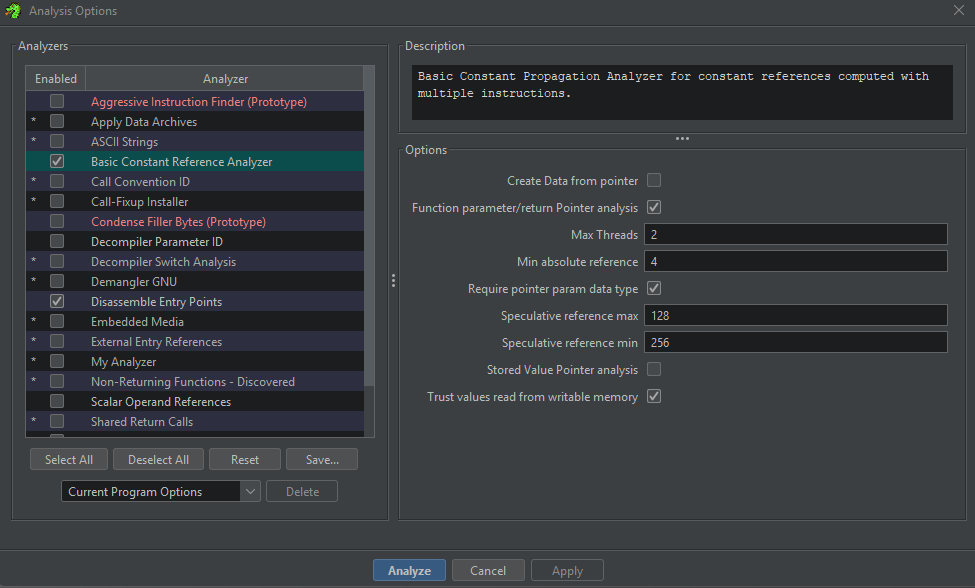 Analysis Options
Analyzers
Enabled Analyzer
Aggressive Instruction Finder (Prototype)
* Apply Data Archives
* ASCII Strings
Basic Constant Reference Analyzer
* Call Convention ID
* Call-Fixup Installer
Condense Filler Bytes (Prototype)
Decompiler Parameter ID
* Decompiler Switch Analysis
* Demangler GNU
Disassemble Entry Points
* Embedded Media
* External Entry References
* My Analyzer
* Non-Returning Functions - Discovered
Scalar Operand References
* Shared Return Calls
Select All Deselect All Reset Save...
Current Program Options Delete
Description
Basic Constant Propagation Analyzer for constant references computed with
multiple instructions.
Options
Create Data from pointer
Function parameter/return Pointer analysis
Max Threads 2
Min absolute reference 4
Require pointer param data type
Speculative reference max 128
Speculative reference min 256
Stored Value Pointer analysis
Trust values read from writable memory
Analyze Cancel Apply